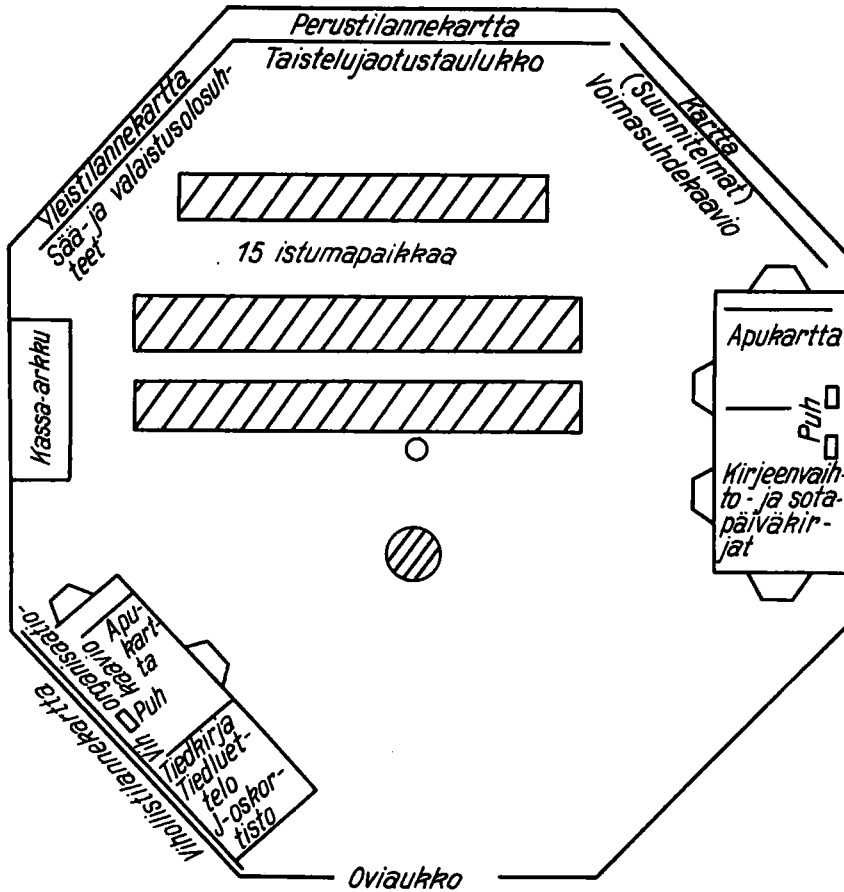 Perustilannekartta
Taistelujaotustaulukko
Yleistilannekartta
Sää- ja valaistusolosuh-
teet
Kartta
(suunnitelmat)
Voimasuhdekaavio
15 istumapaikkaa
Kassa-arkku
Apukartta
Puh
Kirjeenvaih-
to- ja sota-
päiväkir-
jat
Apu-
kart-
ta
Puh
Vih organisaatio-
kaavio
Vihollistilannekartta
Tiedkirja
Tiedluet-
telo
J-oskor-
tisto
Oviaukko